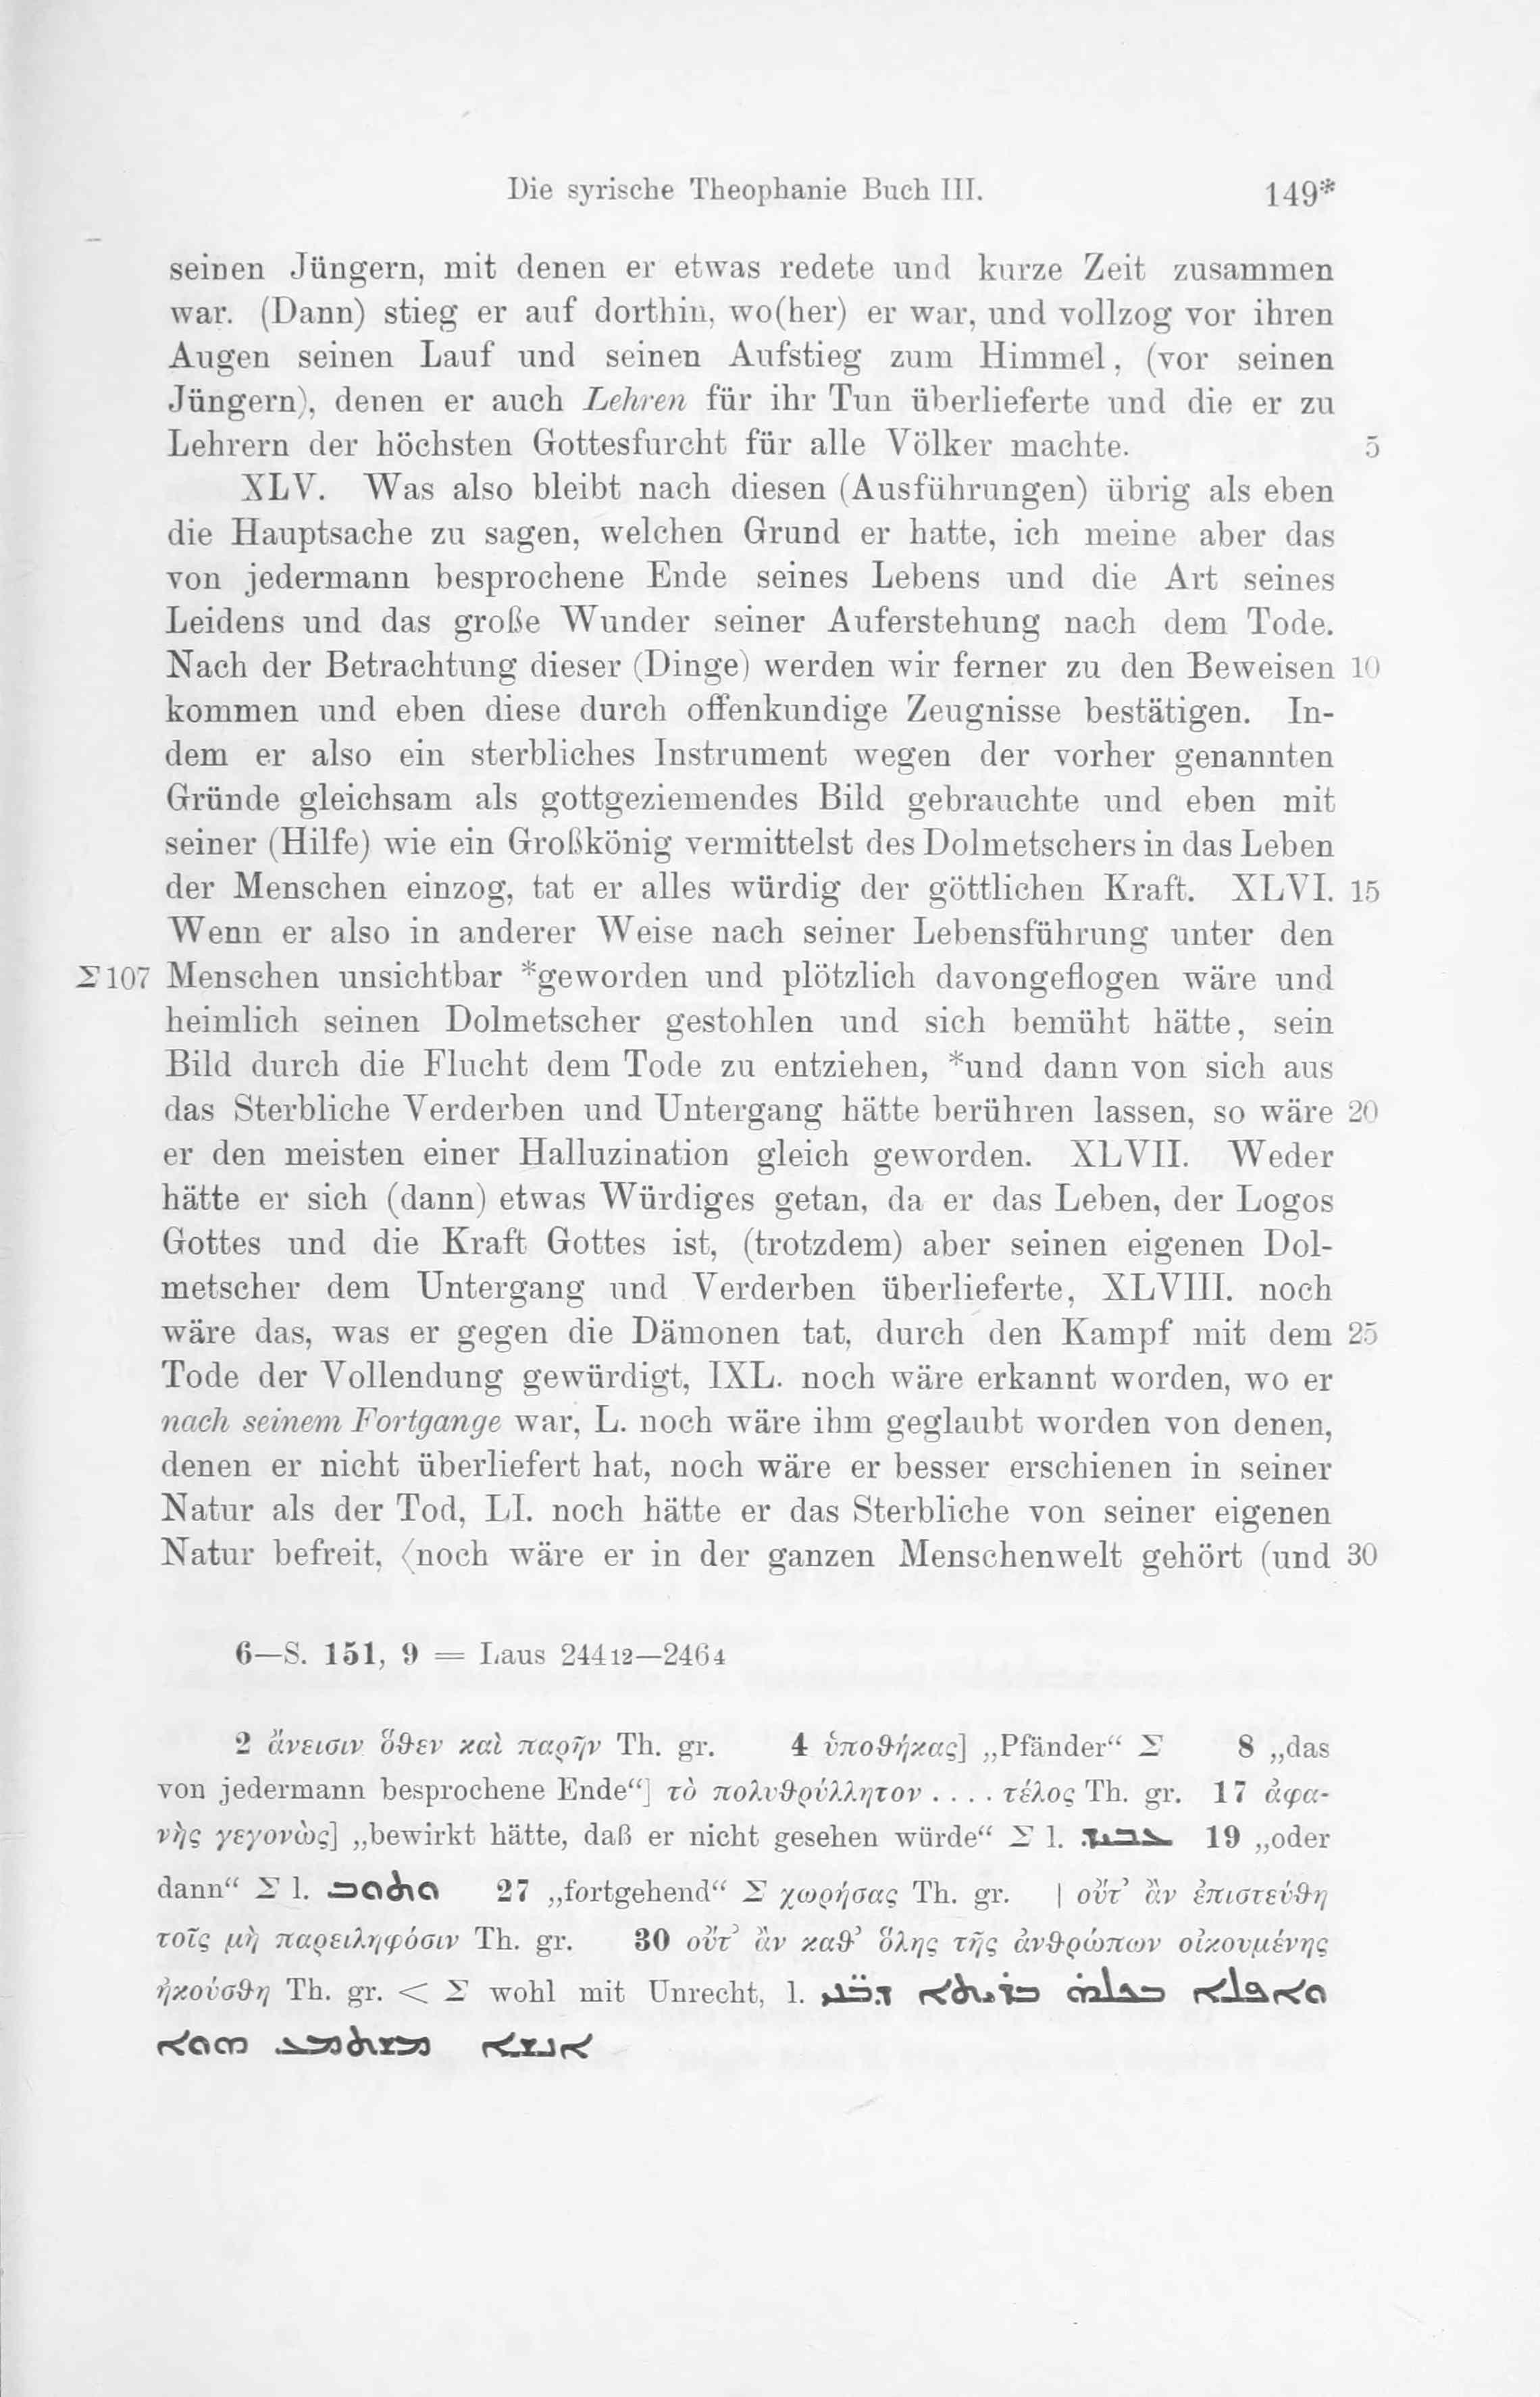 Die syrische Theophanie Buch III. 149*
seinen Jüngern, mit denen er etwas redete und kurze Zeit zusammen
war. (Dann) stieg er auf dorthin, wo(her) er war, und vollzog vor ihren
Augen seinen Lauf und seinen Aufstieg zum Himmel, (vor seinen
Jüngern), denen er auch Lehren für ihr Tun überlieferte und die er zu
Lehrern der höchsten Gottesfurcht für alle Völker machte. 5
XLV. Was also bleibt nach diesen (Ausführungen) übrig als eben
die Hauptsache zu sagen, welchen Grund er hatte, ich meine aber das
von jedermann besprochene Ende seines Lebens und die Art seines
Leidens und das große Wunder seiner Auferstehung nach dem Tode.
Nach der Betrachtung dieser (Dinge) werden wir ferner zu den Beweisen 10
kommen und eben diese durch offenkundige Zeugnisse bestätigen. In-
dem er also ein sterbliches Instrument wegen der vorher genannten
Gründe gleichsam als gottgeziemendes Bild gebrauchte und eben mit
seiner (Hilfe) wie ein Großkönig vermittelst des Dolmetschers in das Leben
der Menschen einzog, tat er alles würdig der göttlichen Kraft. XLVI. 15
Wenn er also in anderer Weise nach seiner Lebensführung unter den
Σ 107 Menschen unsichtbar *geworden und plötzlich davongeflogen wäre und
heimlich seinen Dolmetscher gestohlen und sich bemüht hätte, sein
Bild durch die Flucht dem Tode zu entziehen, *und dann von sich aus
das Sterbliche Verderben und Untergang hätte berühren lassen, so wäre 20
er den meisten einer Halluzination gleich geworden. XLVII. Weder
hätte er sich (dann) etwas Würdiges getan, da er das Leben, der Logos
Gottes und die Kraft Gottes ist, (trotzdem) aber seinen eigenen Dol-
metscher dem Untergang und Verderben überlieferte, XLVIII. noch
wäre das, was er gegen die Dämonen tat, durch den Kampf mit dem 25
Tode der Vollendung gewürdigt, IXL. noch wäre erkannt worden, wo er
nach seinem Fortgange war, L. noch wäre ihm geglaubt worden von denen,
denen er nicht überliefert hat, noch wäre er besser erschienen in seiner
Natur als der Tod, LI. noch hätte er das Sterbliche von seiner eigenen
Natur befreit, ⟨noch wäre er in der ganzen Menschenwelt gehört (und 30
6—S. 151, 9 = Laus 24412—2464
2 ἄνεισιν ὅθεν καὶ παρῆν Th. gr. 4 ὑποθήκας] „Pfänder“ Σ 8 „das
von jedermann besprochene Ende“] τὸ πολυθρύλλητον .... τέλος Th. gr. 17 ἀφα-
νὴς γεγονὼς] „bewirkt hätte, daß er nicht gesehen würde“ Σ l. ܥܒܝܕ. 19 „oder
dann“ Σ l. ܘܬܘܒ 27 „fortgehend“ Σ χωρήσας Th. gr. | οὔτ’ ἂν ἐπιστεύθη
τοῖς μὴ παρειληφόσιν Th. gr. 30 οὔτ’ ἂν καθ’ ὅλης τῆς ἀνθρώπων οἰκουμένης
ἠκούσθη Th. gr. < Σ wohl mit Unrecht, l. ܘܐܦܠܐ ܒܟܠܗ ܒܪܝܬܐ ܕܒܢܝ
ܐܢܫܐ ܡܫܬܡܥ ܗܘܐ